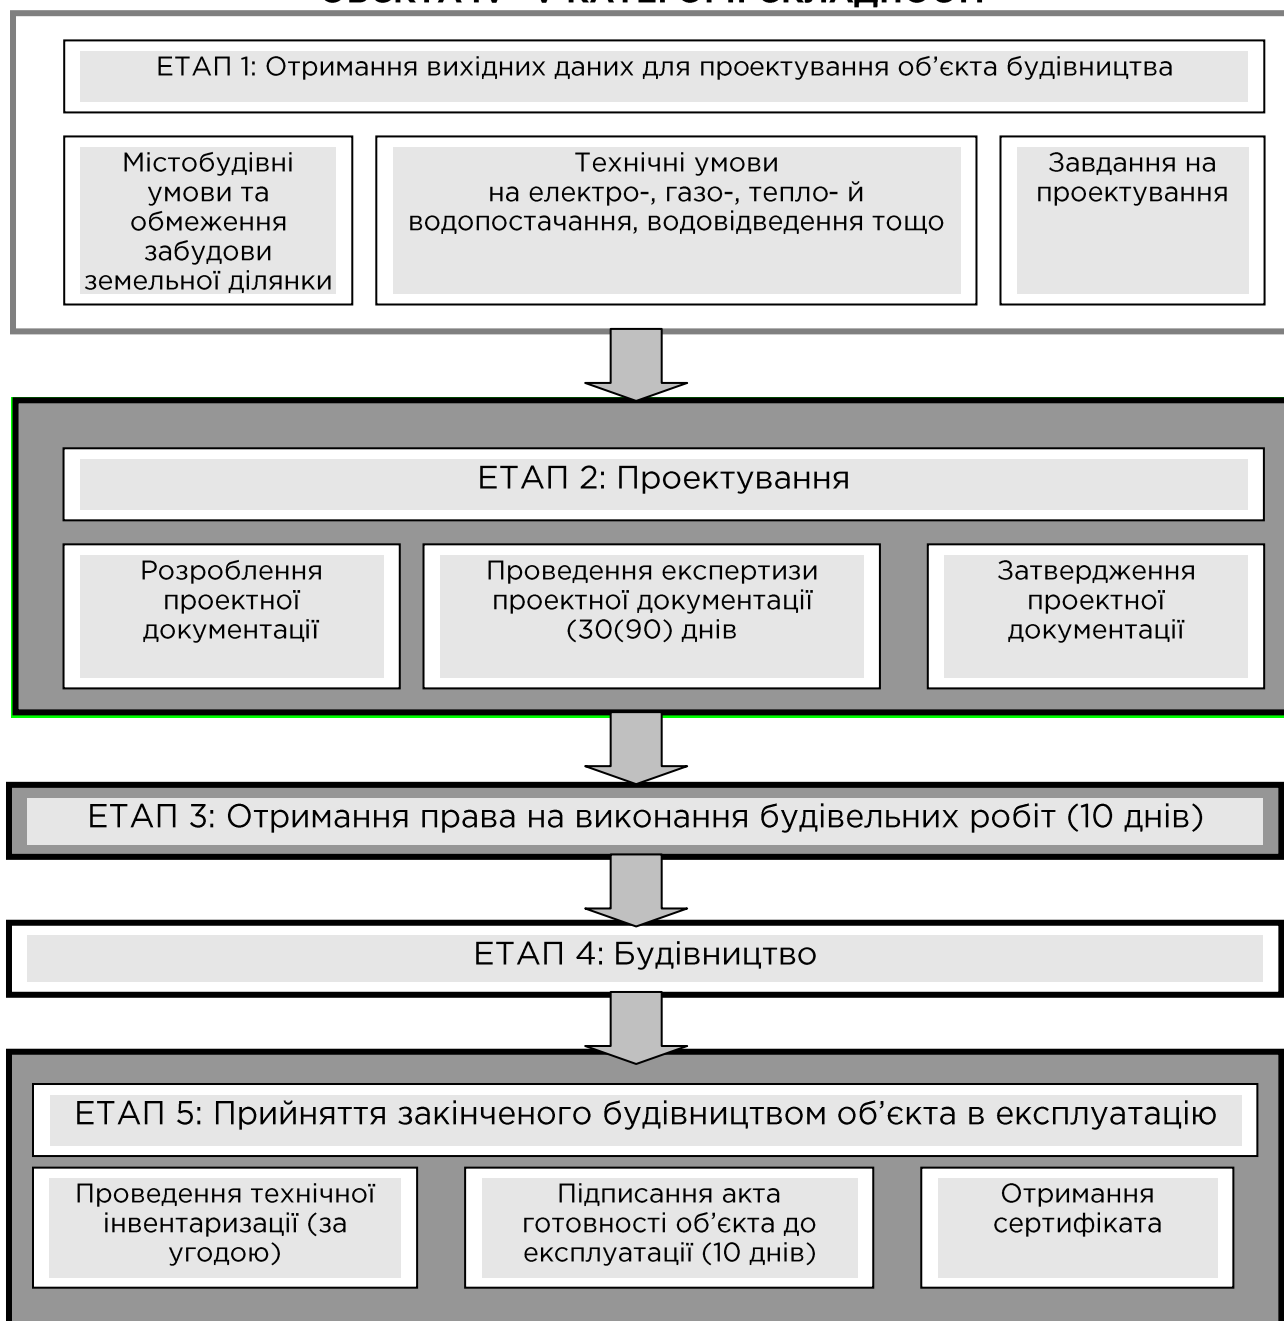 ЕТАП 1: Отримання вихідних даних для проектування об’єкта будівництва
Містобудівні
умови та
обмеження
забудови
земельної ділянки
Технічні умови
на електро-, газо-, тепло- й
водопостачання, водовідведення тощо
Завдання на
проектування
ЕТАП 2: Проектування
Розроблення
проектної
документації
Проведення експертизи
проектної документації
(30(90) днів
Затвердження
проектної
документації
ЕТАП 3: Отримання права на виконання будівельних робіт (10 днів)
ЕТАП 4: Будівництво
ЕТАП 5: Прийняття закінченого будівництвом об’єкта в експлуатацію
Проведення технічної
інвентаризації (за
угодою)
Підписання акта
готовності об’єкта до
експлуатації (10 днів)
Отримання
сертифіката